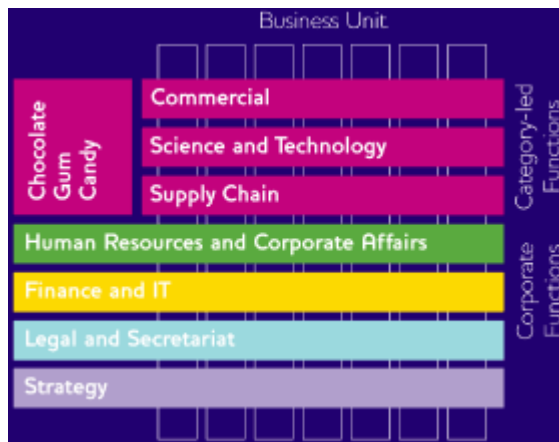 Business Unit
Chocolate
Gum
Candy
Commercial
Science and Technology
Supply Chain
Category-led
Functions
Human Resources and Corporate Affairs
Finance and IT
Legal and Secretariat
Strategy
Corporate
Functions